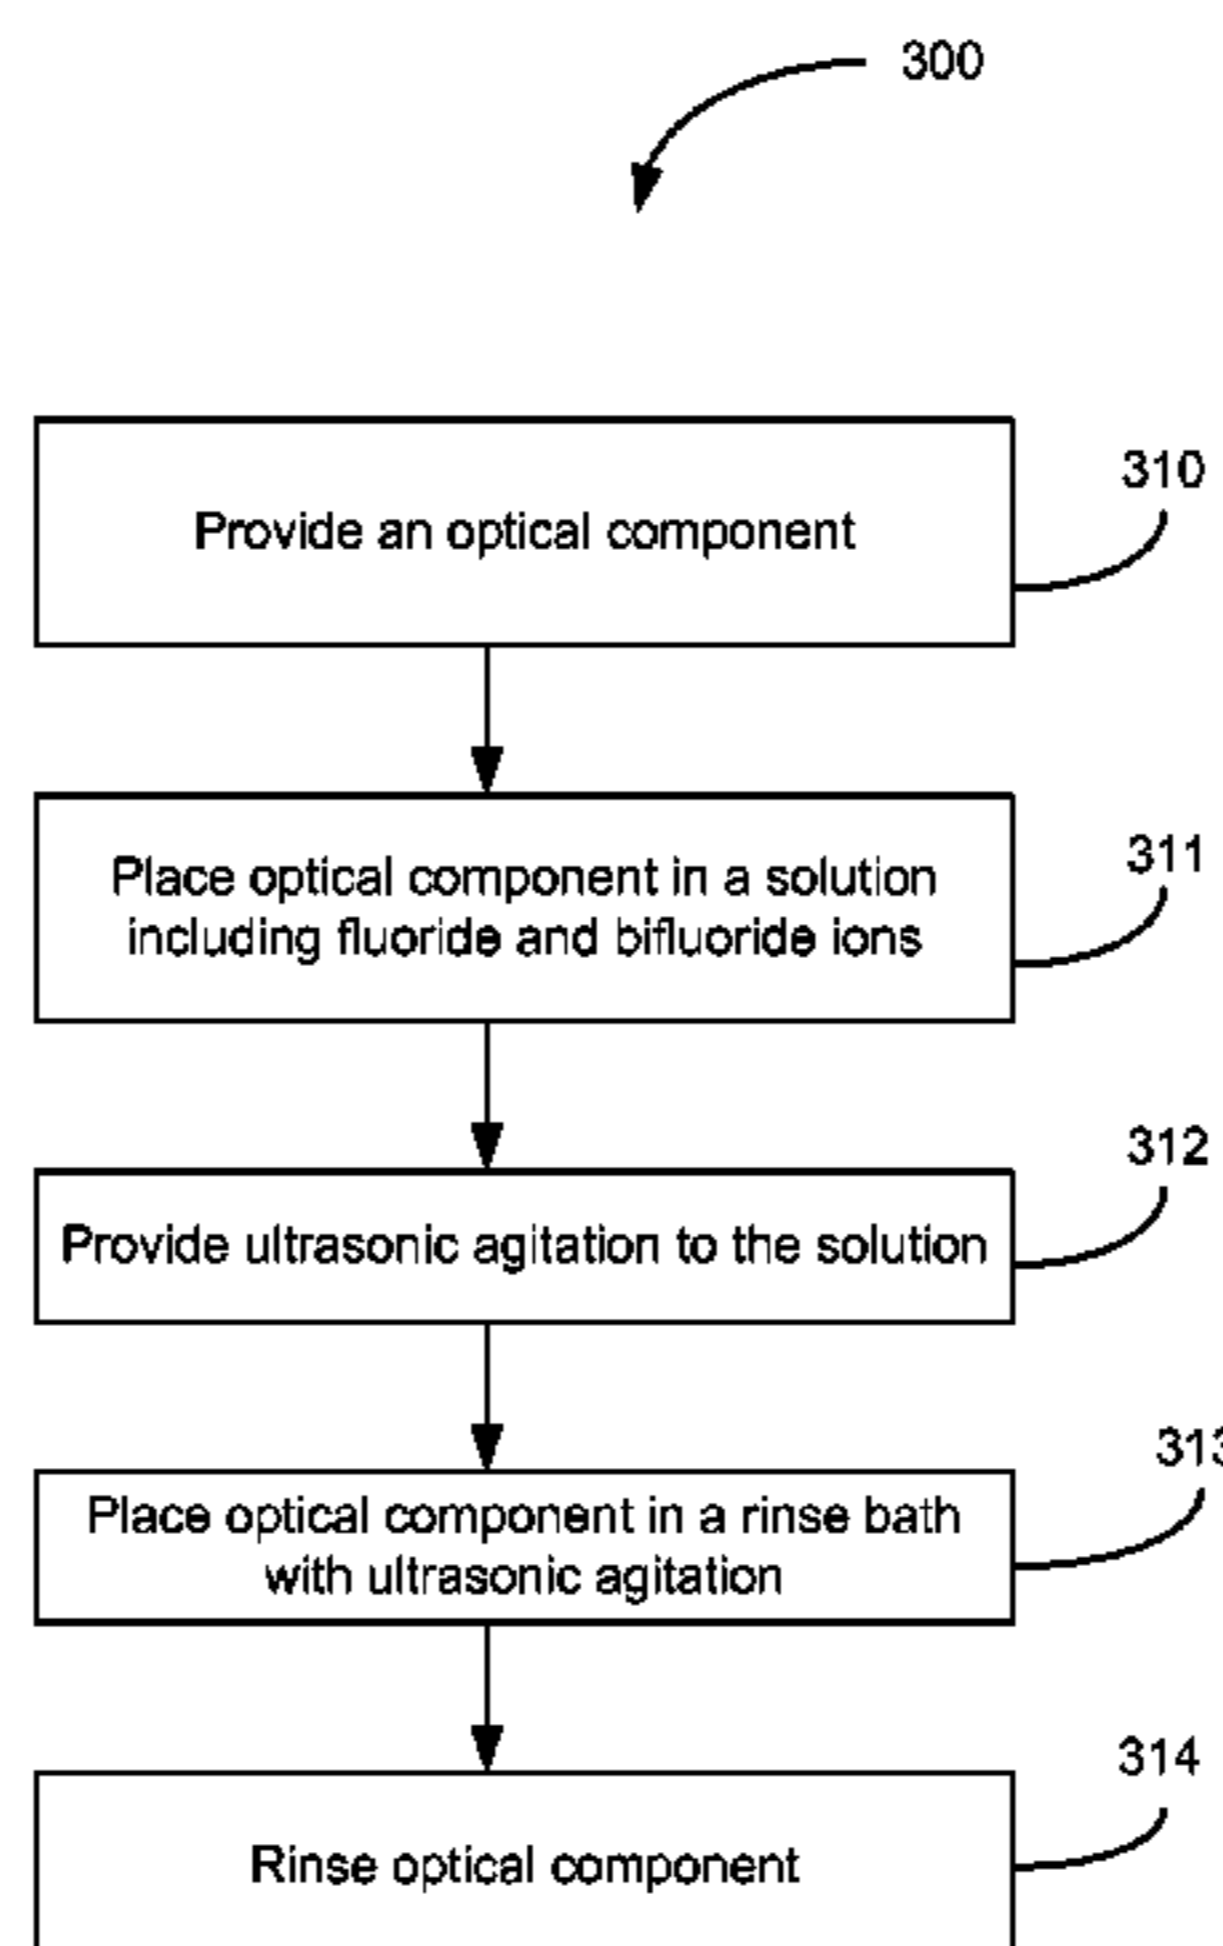 300
310
Provide an optical component
311
Place optical component in a solution
including fluoride and bifluoride ions
312
Provide ultrasonic agitation to the solution
313
Place optical component in a rinse bath
with ultrasonic agitation
314
Rinse optical component